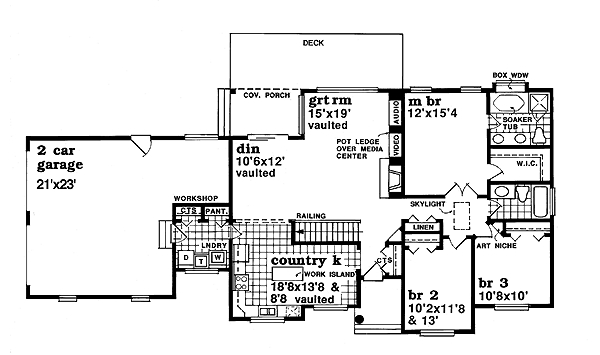 DECK
BOX WDW
COV. PORCH
grt rm
15'x19'
vaulted
AUDIO
m br
12'x15'4
SOAKER
TUB
2 car
garage
21'x23'
din
10'6x12'
vaulted
POT LEDGE
OVER MEDIA
CENTER
VIDEO
W.I.C.
WORKSHOP
CTS
PANT.
SKYLIGHT
RAILING
LINEN
LNDRY
D
T
W
ART NICHE
country k
WORK ISLAND
18'8x13'8 &
8'8 vaulted
CTS
br 2
10'2x11'8
& 13'
br 3
10'8x10'